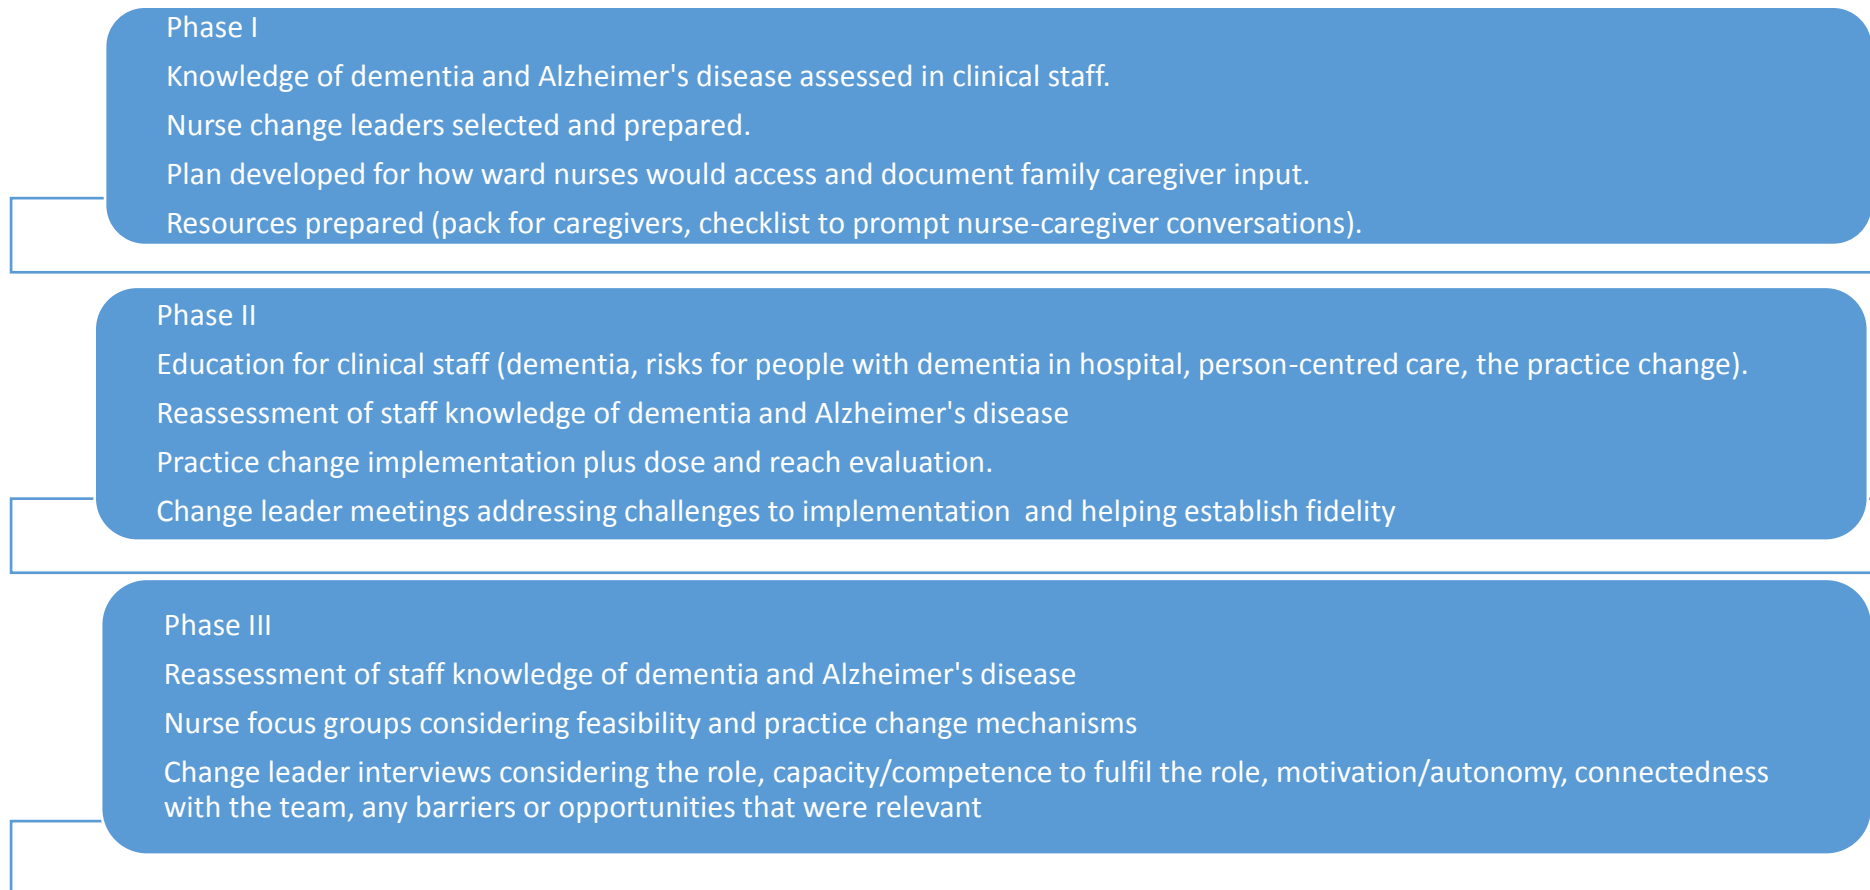 Phase I
Knowledge of dementia and Alzheimer's disease assessed in clinical staff.
Nurse change leaders selected and prepared.
Plan developed for how ward nurses would access and document family caregiver input.
Resources prepared (pack for caregivers, checklist to prompt nurse-caregiver conversations).
Phase II
Education for clinical staff (dementia, risks for people with dementia in hospital, person-centred care, the practice change).
Reassessment of staff knowledge of dementia and Alzheimer's disease
Practice change implementation plus dose and reach evaluation.
Change leader meetings addressing challenges to implementation  and helping establish fidelity
Phase III
Reassessment of staff knowledge of dementia and Alzheimer's disease
Nurse focus groups considering feasibility and practice change mechanisms
Change leader interviews considering the role, capacity/competence to fulfil the role, motivation/autonomy, connectedness
with the team, any barriers or opportunities that were relevant